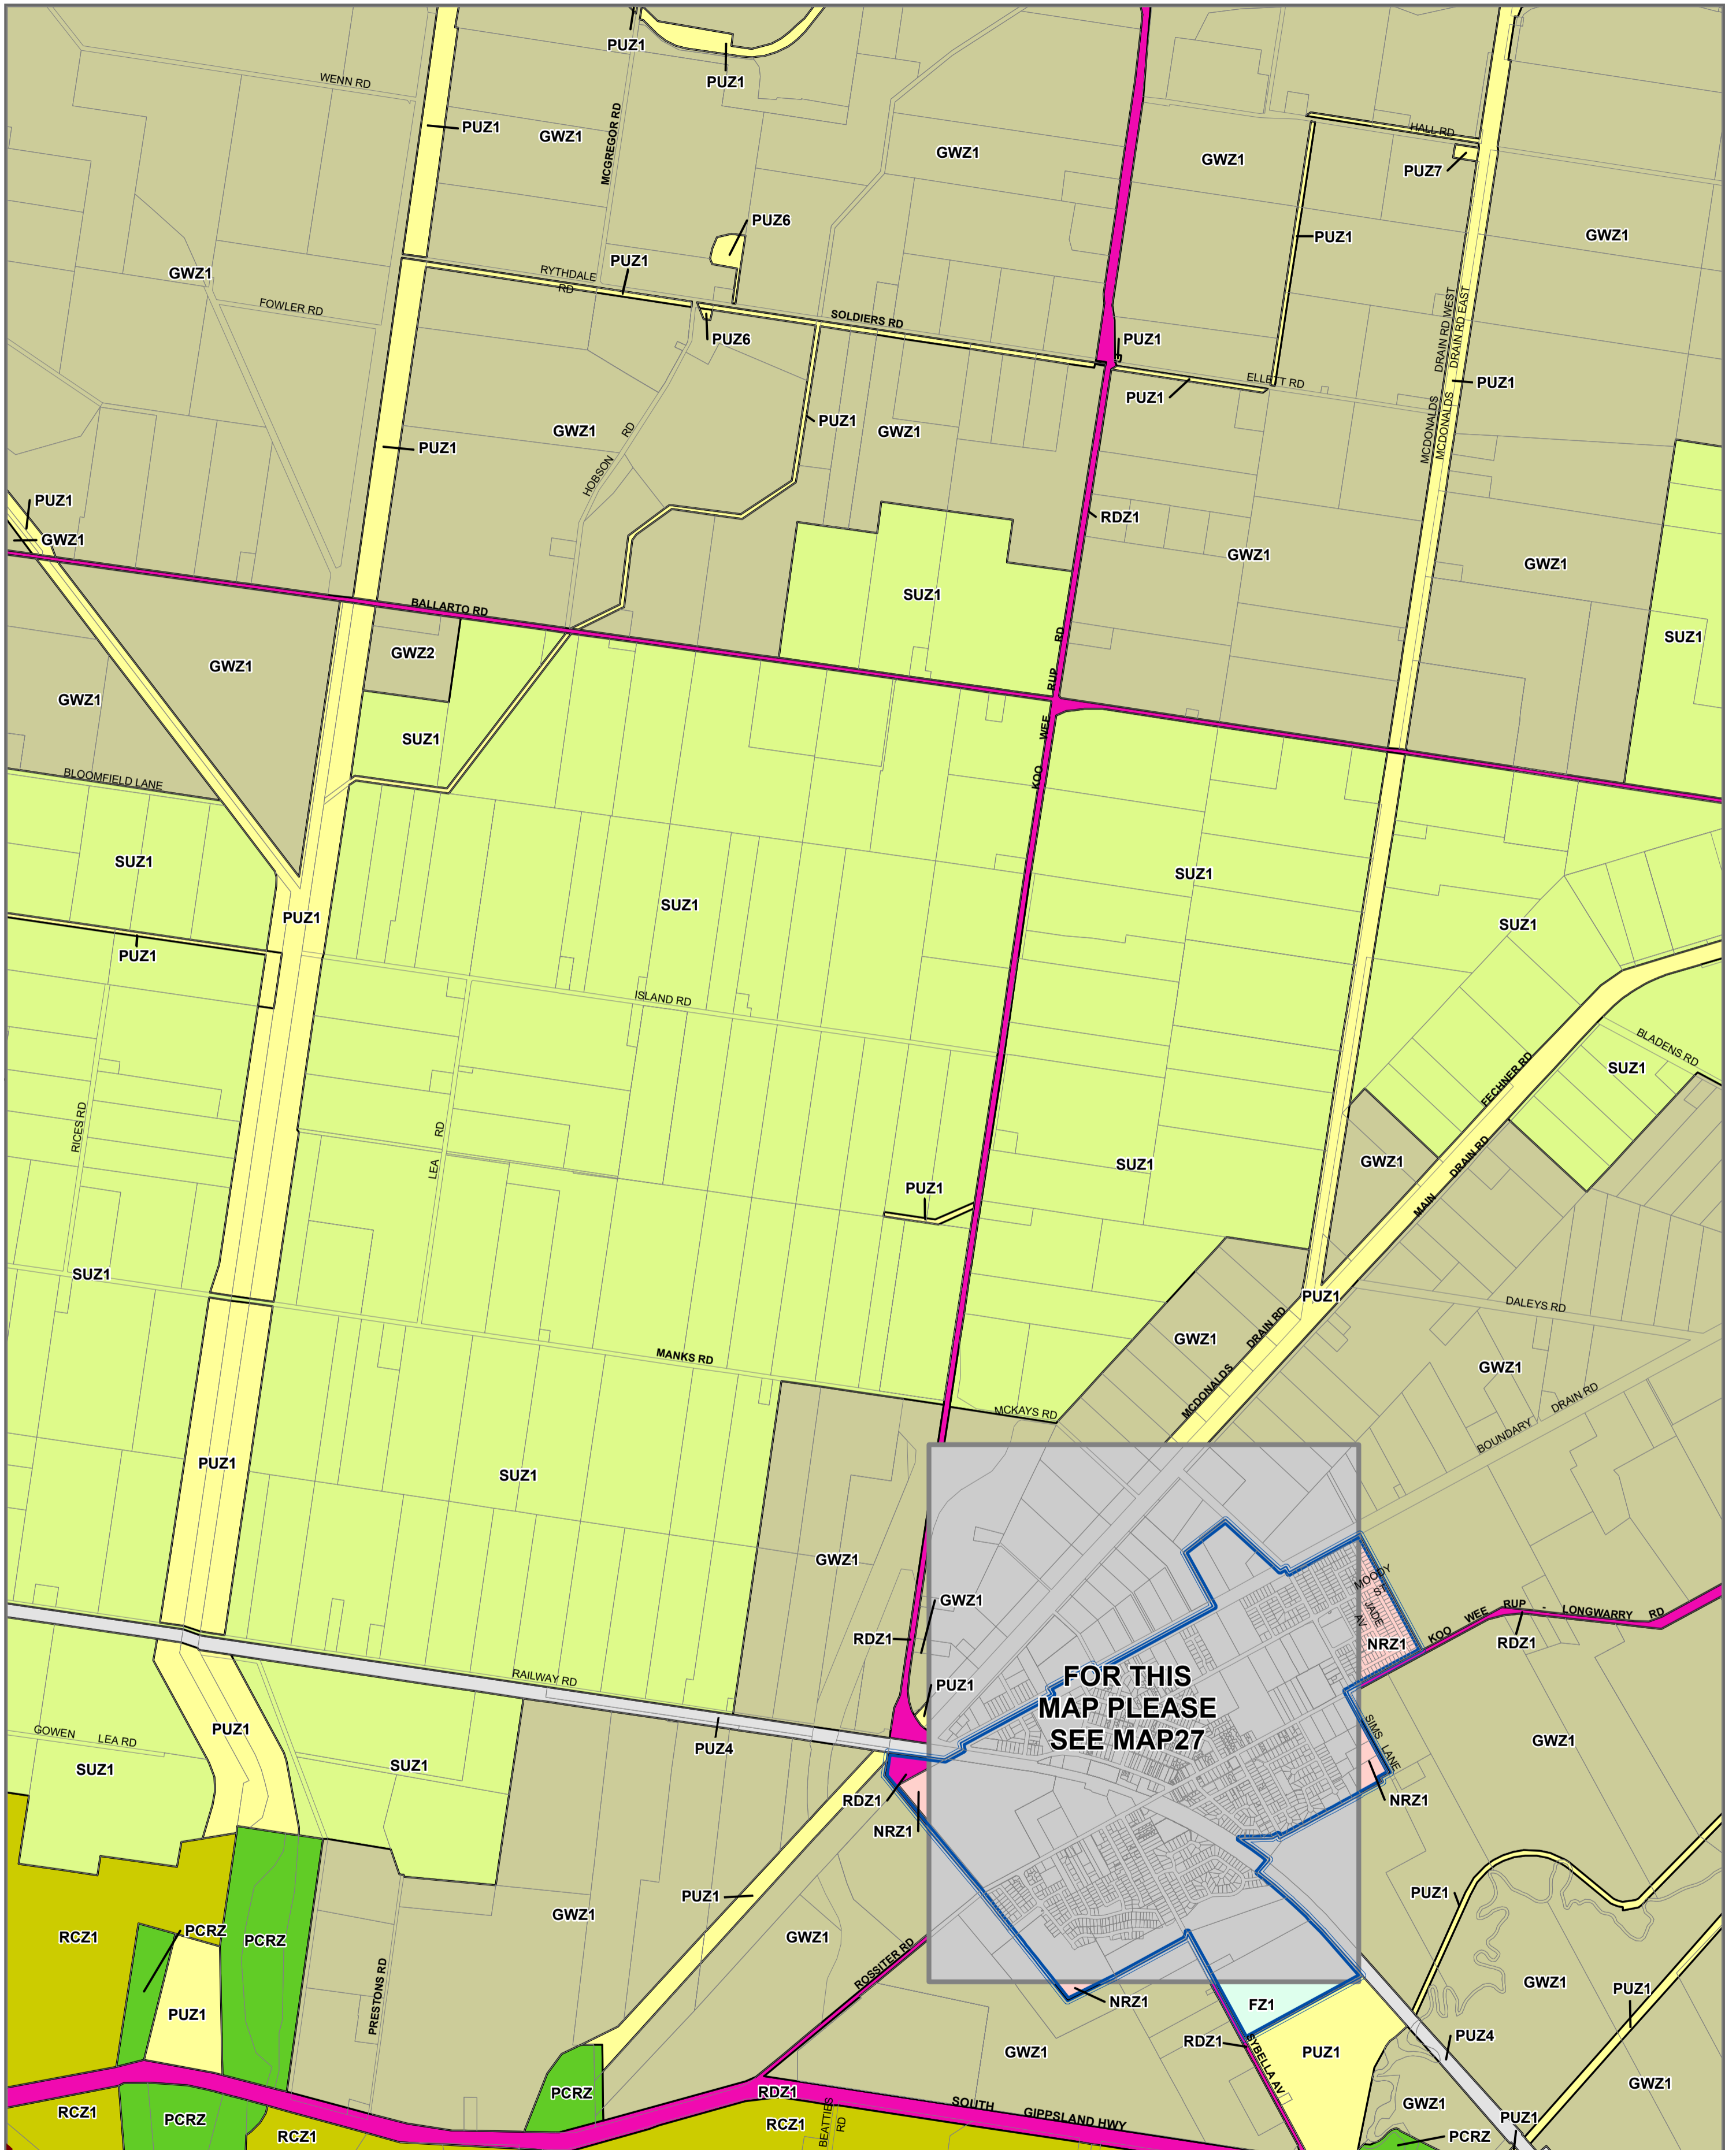 PUZ1
PUZ1
WENN RD
PUZ1
GWZ1
MCGREGOR RD
GWZ1
GWZ1
HALL RD
PUZ7
PUZ6
PUZ1
GWZ1
GWZ1
RYTHDALE
RD
PUZ1
FOWLER RD
SOLDIERS RD
PUZ6
PUZ1
DRAIN RD WEST
DRAIN RD EAST
ELLETT RD
PUZ1
PUZ1
MCDONALDS
MCDONALDS
PUZ1
GWZ1
PUZ1
GWZ1
PUZ1
HOBSON
RD
PUZ1
GWZ1
RDZ1
GWZ1
GWZ1
SUZ1
BALLARTO RD
GWZ2
GWZ1
SUZ1
RD
RUP
WEE
KOO
GWZ1
SUZ1
BLOOMFIELD LANE
SUZ1
SUZ1
SUZ1
PUZ1
SUZ1
PUZ1
ISLAND RD
BLADENS RD
SUZ1
FECHNER RD
RICES RD
LEA
RD
MAIN
DRAIN RD
GWZ1
SUZ1
PUZ1
SUZ1
PUZ1
DALEYS RD
MCDONALDS
DRAIN RD
GWZ1
MANKS RD
GWZ1
MCKAYS RD
BOUNDARY
DRAIN RD
PUZ1
SUZ1
GWZ1
GWZ1
MOODY
ST
JADE
AV
KOO
WEE
RUP
-
LONGWARRY
RD
RDZ1
RDZ1
NRZ1
FOR THIS
MAP PLEASE
SEE MAP27
RAILWAY RD
PUZ1
PUZ4
GOWEN
LEA RD
PUZ1
SUZ1
SUZ1
SIMS
LANE
GWZ1
RDZ1
NRZ1
NRZ1
PUZ1
PUZ1
GWZ1
GWZ1
RCZ1
PCRZ
PCRZ
ROSSITER RD
PRESTONS RD
PUZ1
GWZ1
PUZ1
NRZ1
FZ1
RDZ1
SYBELLA AV
PUZ1
PUZ4
GWZ1
GWZ1
PCRZ
RDZ1
RCZ1
PCRZ
RCZ1
RCZ1
BEATTIES
RD
SOUTH
GIPPSLAND HWY
GWZ1
PUZ1
PCRZ